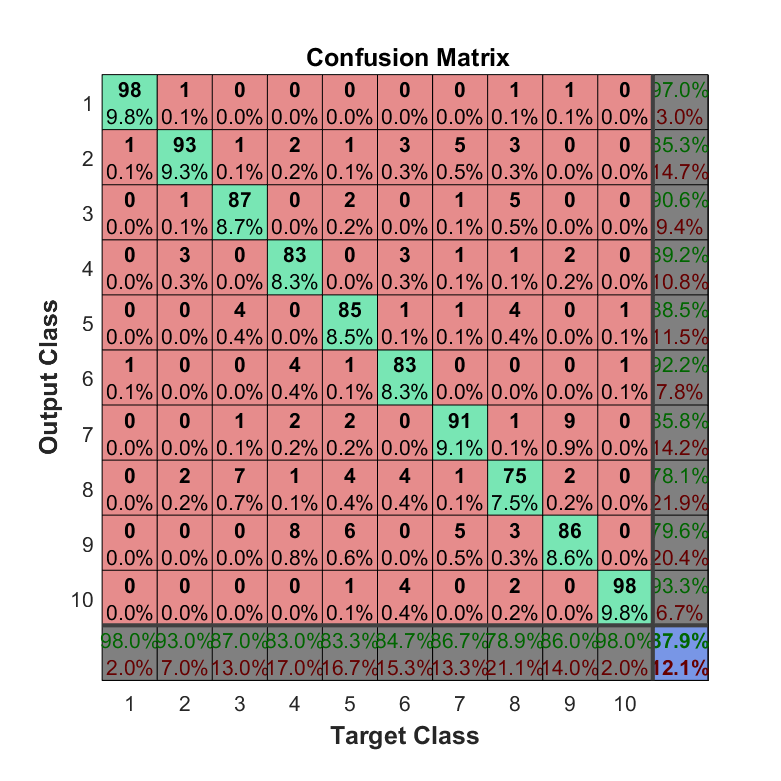 Confusion Matrix
1 98 1 0 0 0 0 0 1 1 0 97.0%
9.8% 0.1% 0.0% 0.0% 0.0% 0.0% 0.0% 0.1% 0.1% 0.0% 3.0%
2 1 93 1 2 1 3 5 3 0 0 85.3%
0.1% 9.3% 0.1% 0.2% 0.1% 0.3% 0.5% 0.3% 0.0% 0.0% 14.7%
3 0 1 87 0 2 0 1 5 0 0 90.6%
0.0% 0.1% 8.7% 0.0% 0.2% 0.0% 0.1% 0.5% 0.0% 0.0% 9.4%
4 0 3 0 83 0 3 1 1 2 0 89.2%
0.0% 0.3% 0.0% 8.3% 0.0% 0.3% 0.1% 0.1% 0.2% 0.0% 10.8%
5 0 0 4 0 85 1 1 4 0 1 88.5%
0.0% 0.0% 0.4% 0.0% 8.5% 0.1% 0.1% 0.4% 0.0% 0.1% 11.5%
6 1 0 0 4 1 83 0 0 0 1 92.2%
0.1% 0.0% 0.0% 0.4% 0.1% 8.3% 0.0% 0.0% 0.0% 0.1% 7.8%
7 0 0 1 2 2 0 91 1 9 0 85.8%
0.0% 0.0% 0.1% 0.2% 0.2% 0.0% 9.1% 0.1% 0.9% 0.0% 14.2%
8 0 2 7 1 4 4 1 75 2 0 78.1%
0.0% 0.2% 0.7% 0.1% 0.4% 0.4% 0.1% 7.5% 0.2% 0.0% 21.9%
9 0 0 0 8 6 0 5 3 86 0 79.6%
0.0% 0.0% 0.0% 0.8% 0.6% 0.0% 0.5% 0.3% 8.6% 0.0% 20.4%
10 0 0 0 0 1 4 0 2 0 98 93.3%
0.0% 0.0% 0.0% 0.0% 0.1% 0.4% 0.0% 0.2% 0.0% 9.8% 6.7%
98.0% 93.0% 87.0% 83.0% 83.3% 84.7% 86.7% 78.9% 86.0% 98.0% 87.9%
2.0% 7.0% 13.0% 17.0% 16.7% 15.3% 13.3% 21.1% 14.0% 2.0% 12.1%
1 2 3 4 5 6 7 8 9 10
Target Class
Output Class